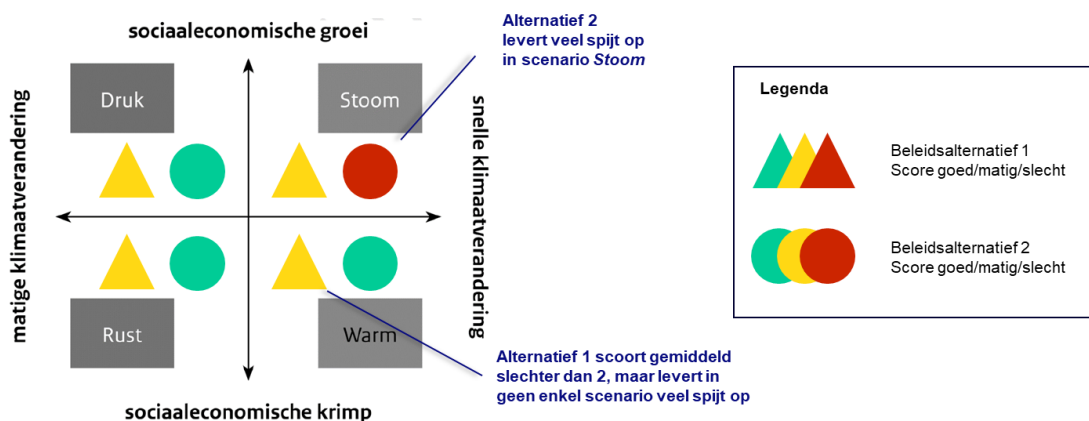 sociaaleconomische groei
Alternatief 2
levert veel spijt op
in scenario Stoom
matige klimaatverandering
Druk
Stoom
snelle klimaatverandering
Rust
Warm
Alternatief 1 scoort gemiddeld
slechter dan 2, maar levert in
geen enkel scenario veel spijt op
sociaaleconomische krimp
Legenda
Beleidsalternatief 1
Score goed/matig/slecht
Beleidsalternatief 2
Score goed/matig/slecht